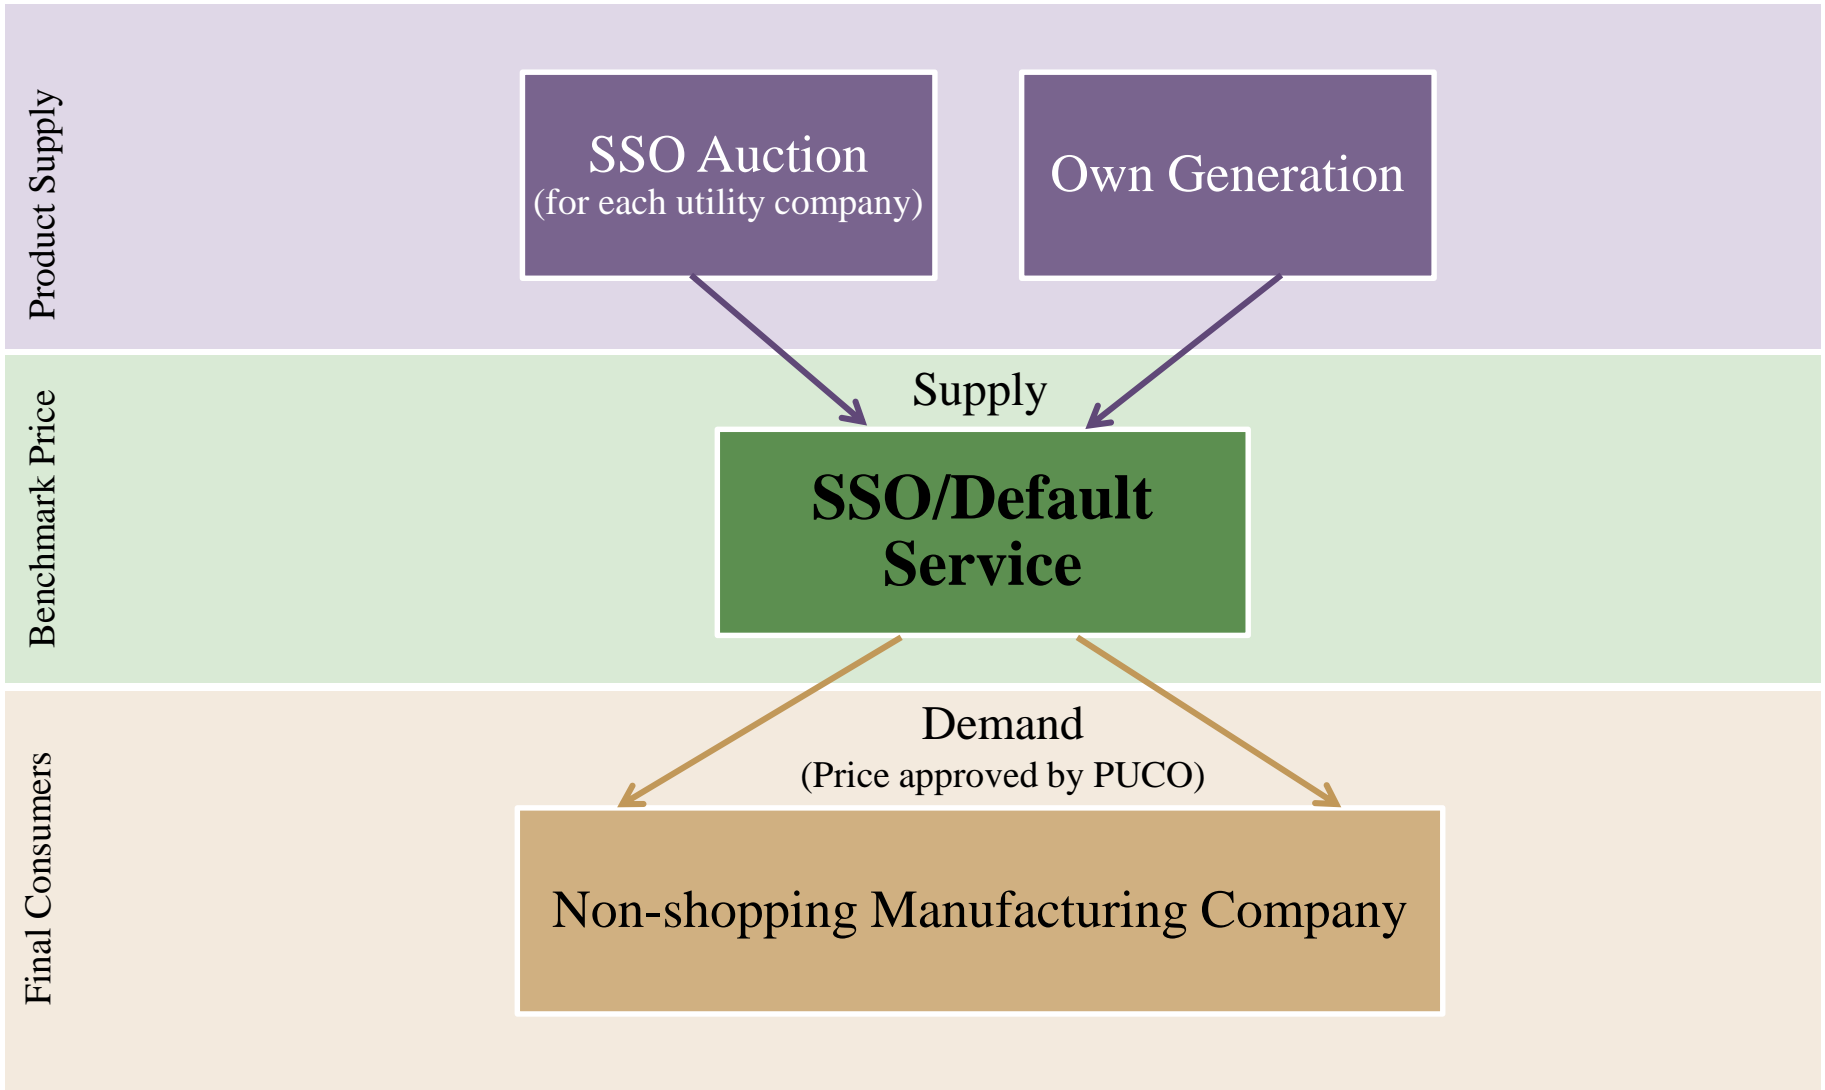 Product Supply
SSO Auction
(for each utility company)
Own Generation
Benchmark Price
Supply
SSO/Default
Service
Final Consumers
Demand
(Price approved by PUCO)
Non-shopping Manufacturing Company